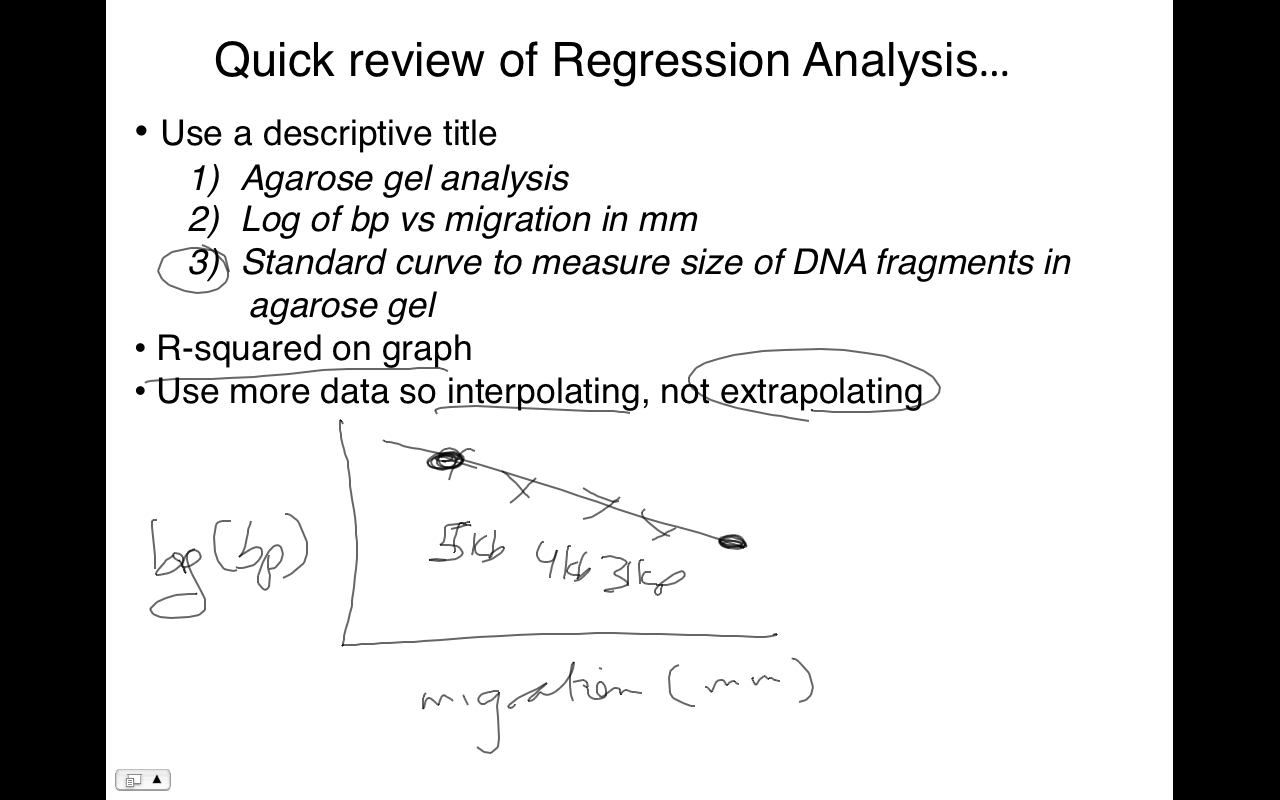 Quick review of Regression Analysis...
• Use a descriptive title
1) Agarose gel analysis
2) Log of bp vs migration in mm
3) Standard curve to measure size of DNA fragments in
agarose gel
• R-squared on graph
• Use more data so interpolating, not extrapolating
log (bp)
5kb 4kb 3kb
migration (mm)